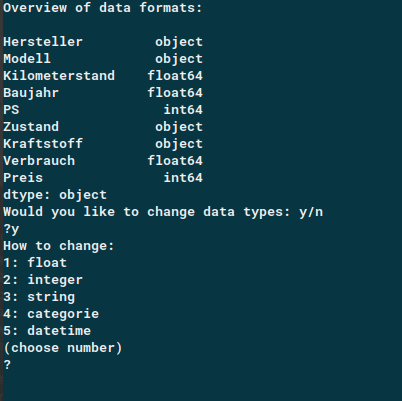 Overview of data formats:
Hersteller object
Modell object
Kilometerstand float64
Baujahr float64
PS int64
Zustand object
Kraftstoff object
Verbrauch float64
Preis int64
dtype: object
Would you like to change data types: y/n
?y
How to change:
1: float
2: integer
3: string
4: categorie
5: datetime
(choose number)
?